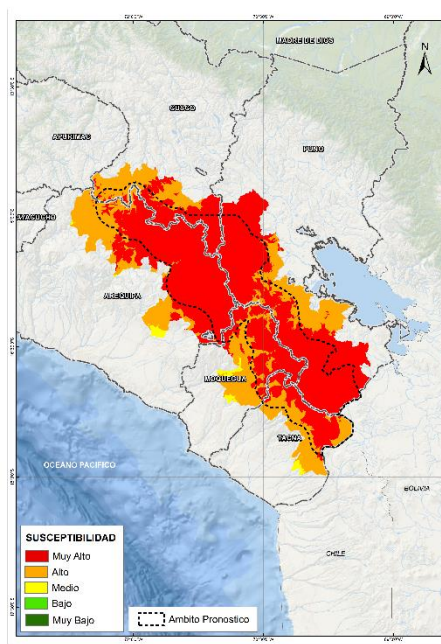 MADRE DE DIOS
N
CUSCO
APURIMAC
PUNO
AYACUCHO
AREQUIPA
MOQUEGUA
TACNA
OCEANO PACIFICO
BOLIVIA
CHILE
SUSCEPTIBILIDAD
Muy Alto
Alto
Medio
Bajo
Muy Bajo
Ambito Pronostico